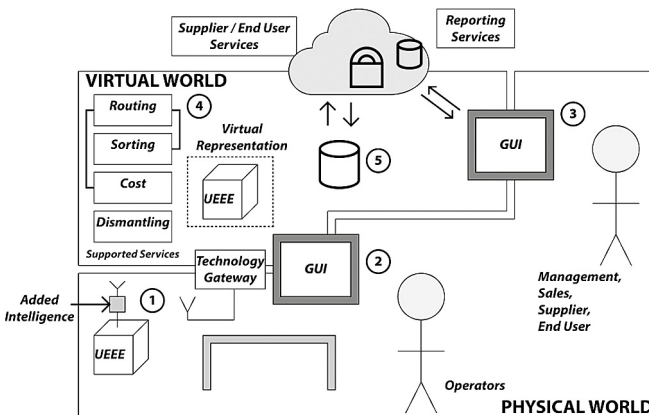 Supplier / End User
Services
Reporting
Services
VIRTUAL WORLD
Routing
4
Sorting
Cost
Dismantling
Supported Services
Virtual
Representation
UEEE
5
GUI
3
Technology
Gateway
GUI
2
Added
Intelligence
1
UEEE
Management,
Sales,
Supplier,
End User
Operators
PHYSICAL WORLD